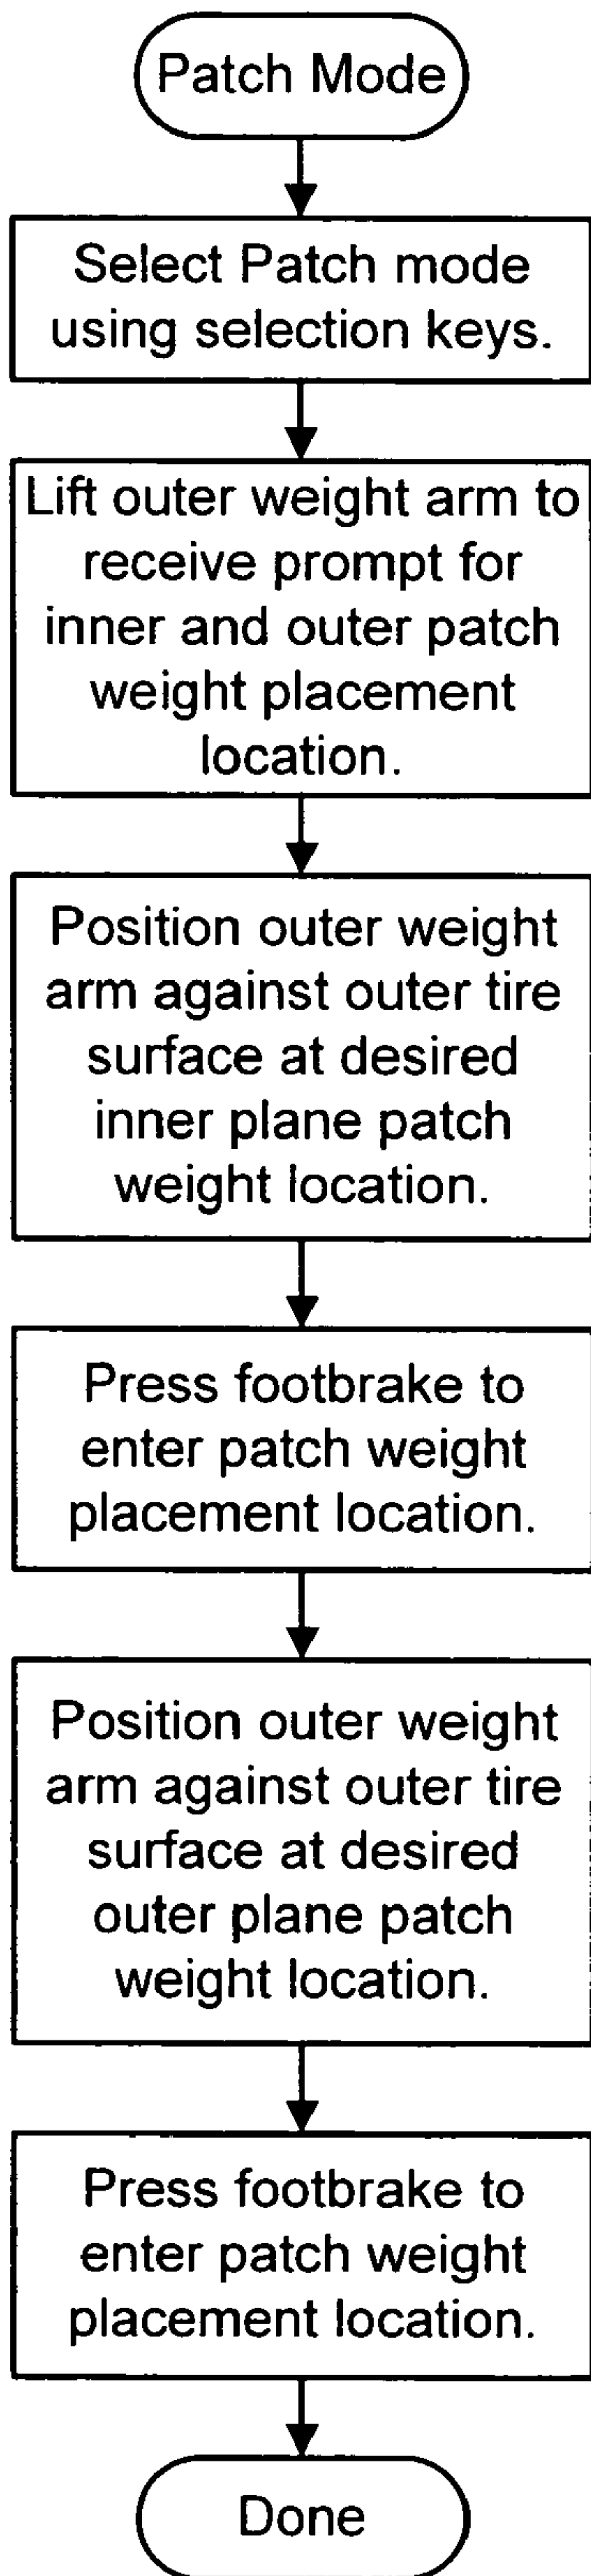 Patch Mode
Select Patch mode
using selection keys.
Lift outer weight arm to
receive prompt for
inner and outer patch
weight placement
location.
Position outer weight
arm against outer tire
surface at desired
inner plane patch
weight location.
Press footbrake to
enter patch weight
placement location.
Position outer weight
arm against outer tire
surface at desired
outer plane patch
weight location.
Press footbrake to
enter patch weight
placement location.
Done